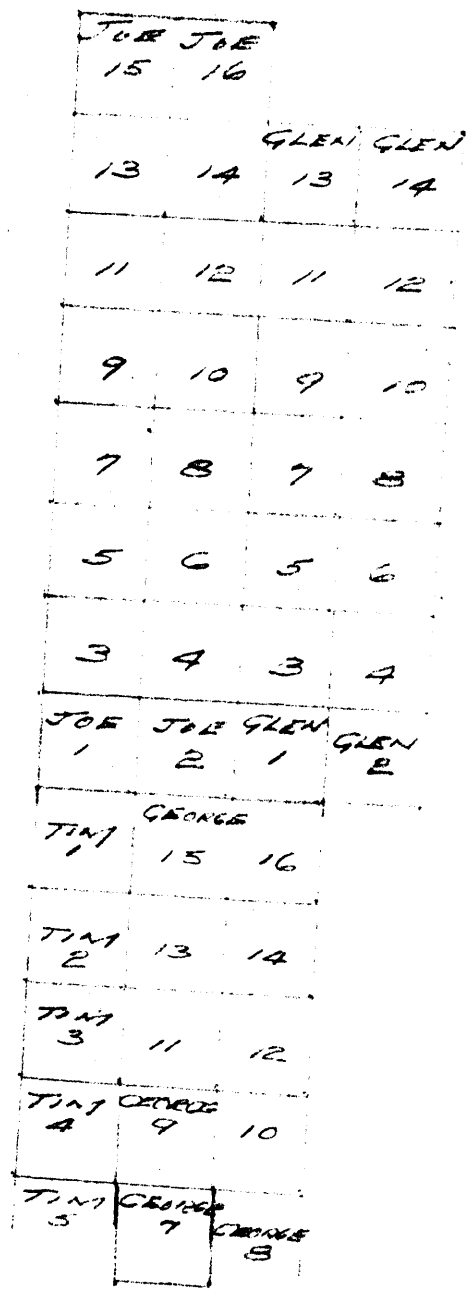 JOE JOE
15 16
GLEN GLEN
13 14 13 14
11 12 11 12
9 10 9 10
7 8 7 8
5 6 5 6
3 4 3 4
JOE JOE GLEN GLEN
1 2 1 2
TIM GEORGE
1 15 16
TIM
2 13 14
TIM
3 11 12
TIM GEORGE
4 9 10
TIM GEORGE GEORGE
5 7 8